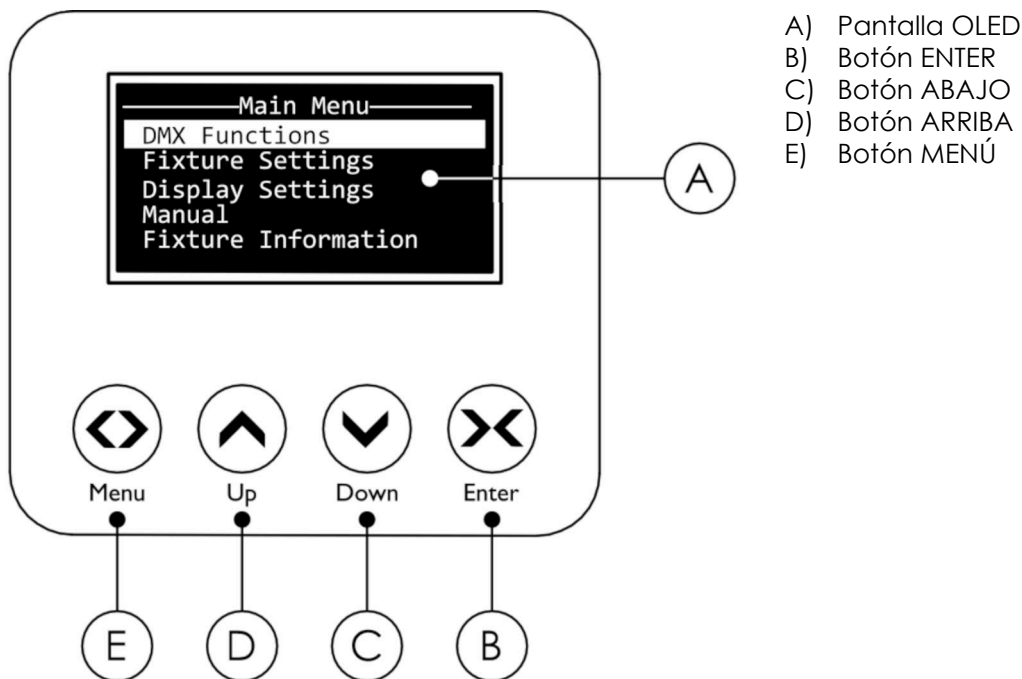 Main Menu
DMX Functions
Fixture Settings
Display Settings
Manual
Fixture Information
Menu
Up
Down
Enter
A
E
D
C
B
A) Pantalla OLED
B) Botón ENTER
C) Botón ABAJO
D) Botón ARRIBA
E) Botón MENÚ